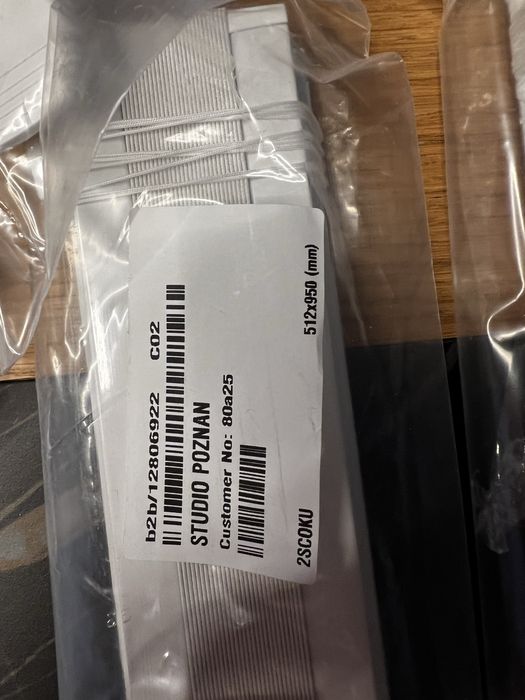 b2b/12806922 C02
STUDIO POZNAN
Customer No: 80a25
2SCOKU 512x950 (mm)